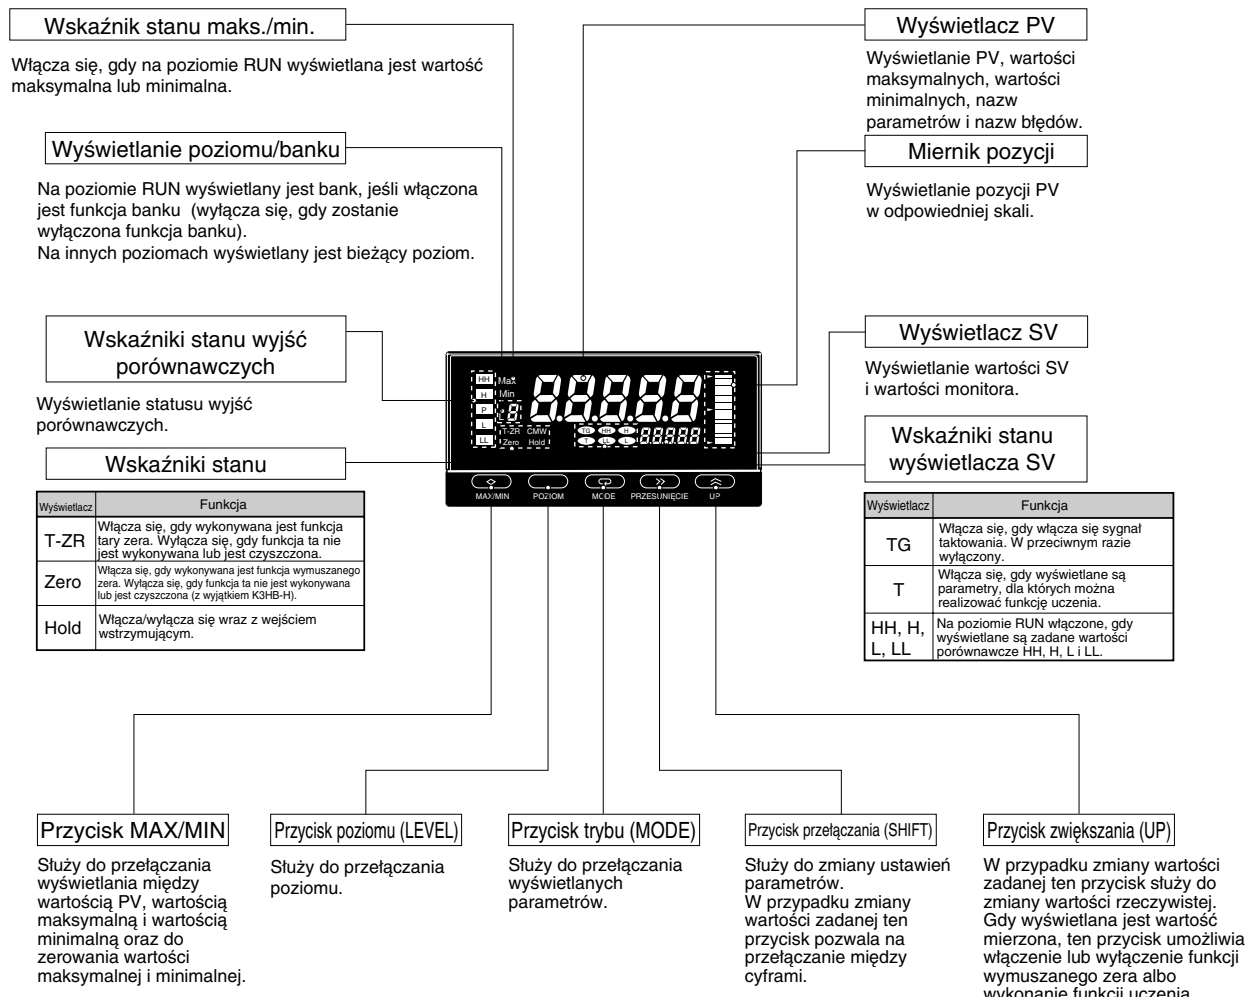 Wskaźnik stanu maks./min.
Włącza się, gdy na poziomie RUN wyświetlana jest wartość
maksymalna lub minimalna.
Wyświetlanie poziomu/banku
Na poziomie RUN wyświetlany jest bank, jeśli włączona
jest funkcja banku (wyłącza się, gdy zostanie
wyłączona funkcja banku).
Na innych poziomach wyświetlany jest bieżący poziom.
Wskaźniki stanu wyjść
porównawczych
Wyświetlanie statusu wyjść
porównawczych.
Wskaźniki stanu
Wyświetlacz Funkcja
T-ZR
Włącza się, gdy wykonywana jest funkcja
tary zera. Wyłącza się, gdy funkcja ta nie
jest wykonywana lub jest czyszczona.
Zero
Włącza się, gdy wykonywana jest funkcja wymuszanego
zera. Wyłącza się, gdy funkcja ta nie jest wykonywana
lub jest czyszczona (z wyjątkiem K3HB-H).
Hold
Włącza/wyłącza się wraz z wejściem
wstrzymującym.
Wyświetlacz PV
Wyświetlanie PV, wartości
maksymalnych, wartości
minimalnych, nazw
parametrów i nazw błędów.
Miernik pozycji
Wyświetlanie pozycji PV
w odpowiedniej skali.
Wyświetlacz SV
Wyświetlanie wartości SV
i wartości monitora.
Wskaźniki stanu
wyświetlacza SV
Wyświetlacz Funkcja
TG
Włącza się, gdy włącza się sygnał
taktowania. W przeciwnym razie
wyłączony.
T
Włącza się, gdy wyświetlane są
parametry, dla których można
realizować funkcję uczenia.
HH, H,
L, LL
Na poziomie RUN włączone, gdy
wyświetlane są zadane wartości
porównawcze HH, H, L i LL.
HH Max 88888
H Min
P 8
L T-ZR CMW TG HH H
LL Zero Hold T LL L 88888
MAX/MIN POZIOM MODE PRZESUNIĘCIE UP
Przycisk MAX/MIN
Służy do przełączania
wyświetlania między
wartością PV, wartością
maksymalną i wartością
minimalną oraz do
zerowania wartości
maksymalnej i minimalnej.
Przycisk poziomu (LEVEL)
Służy do przełączania
poziomu.
Przycisk trybu (MODE)
Służy do przełączania
wyświetlanych
parametrów.
Przycisk przełączania (SHIFT)
Służy do zmiany ustawień
parametrów.
W przypadku zmiany
wartości zadanej ten
przycisk pozwala na
przełączanie między
cyframi.
Przycisk zwiększania (UP)
W przypadku zmiany wartości
zadanej ten przycisk służy do
zmiany wartości rzeczywistej.
Gdy wyświetlana jest wartość
mierzona, ten przycisk umożliwia
włączenie lub wyłączenie funkcji
wymuszanego zera albo
wykonanie funkcji uczenia